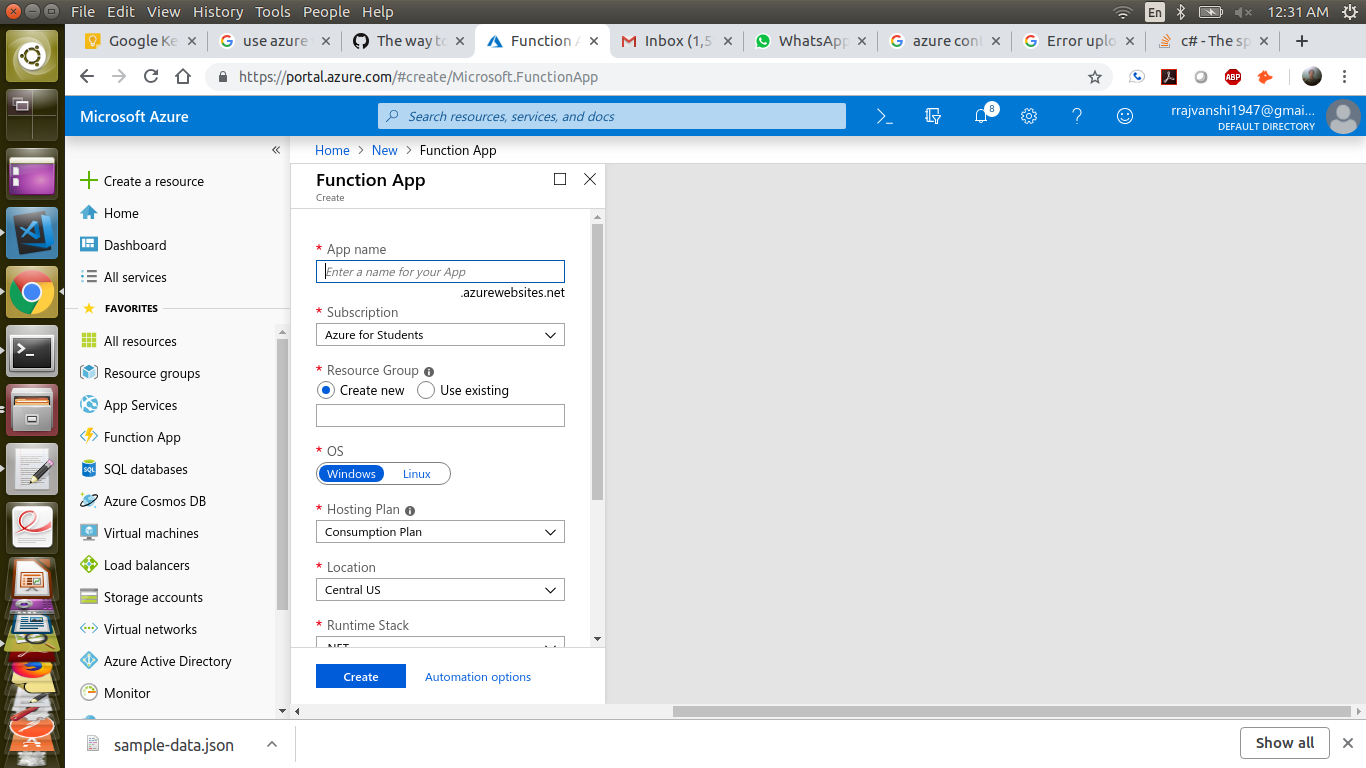 File Edit View History Tools People Help
En
12:31 AM
Google Ke
use azure
The way to
Function A
Inbox (1,5
WhatsApp
azure con
Error uplo
c# - The sp
https://portal.azure.com/#create/Microsoft.FunctionApp
ABP
Microsoft Azure
Search resources, services, and docs
8
rrajvanshi1947@gmai...
DEFAULT DIRECTORY
Home > New > Function App
Create a resource
Home
Dashboard
All services
FAVORITES
All resources
Resource groups
App Services
Function App
SQL databases
Azure Cosmos DB
Virtual machines
Load balancers
Storage accounts
Virtual networks
Azure Active Directory
Monitor
Function App
Create
* App name
Enter a name for your App
.azurewebsites.net
* Subscription
Azure for Students
* Resource Group
Create new
Use existing
* OS
Windows
Linux
* Hosting Plan
Consumption Plan
* Location
Central US
* Runtime Stack
.NET
Create
Automation options
sample-data.json
Show all